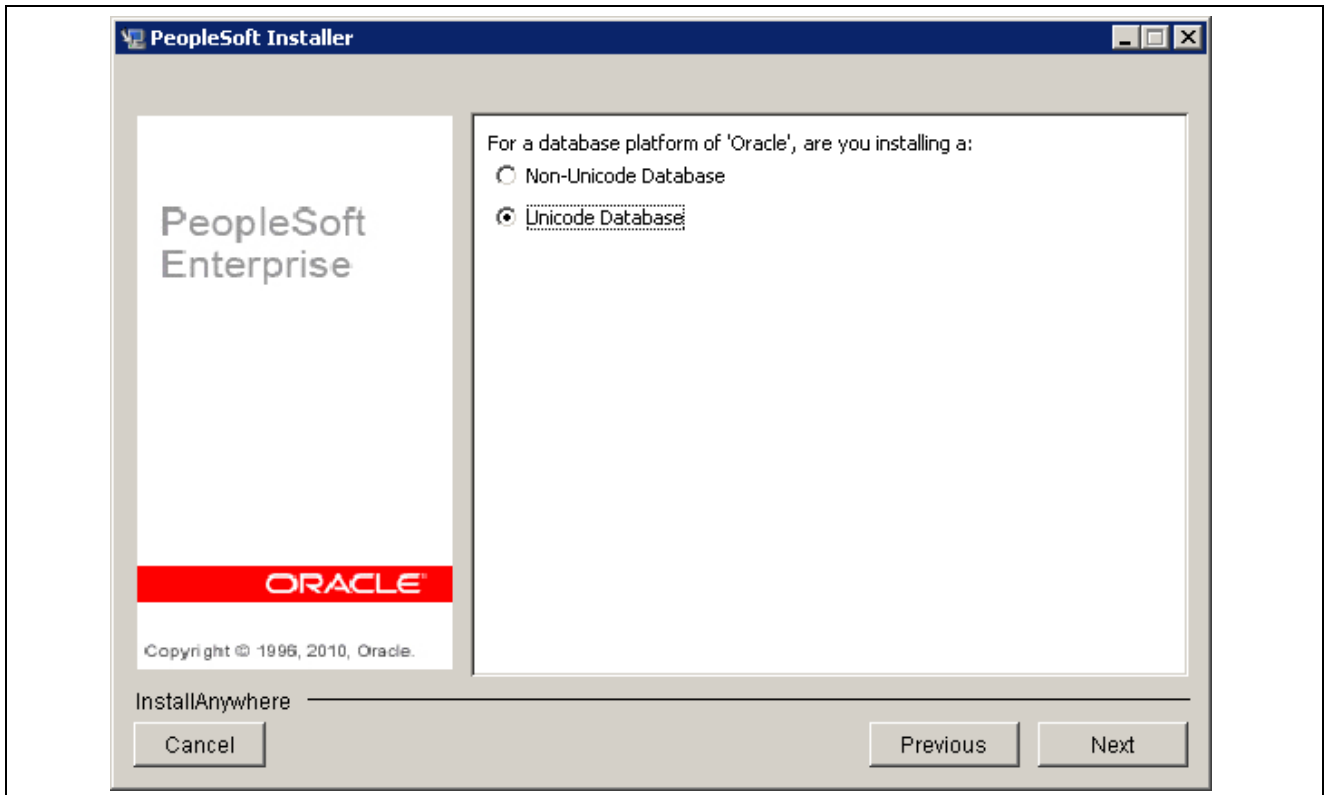 PeopleSoft Installer
For a database platform of 'Oracle', are you installing a:
Non-Unicode Database
Unicode Database
PeopleSoft
Enterprise
ORACLE
Copyright © 1996, 2010, Oracle.
InstallAnywhere
Cancel
Previous
Next